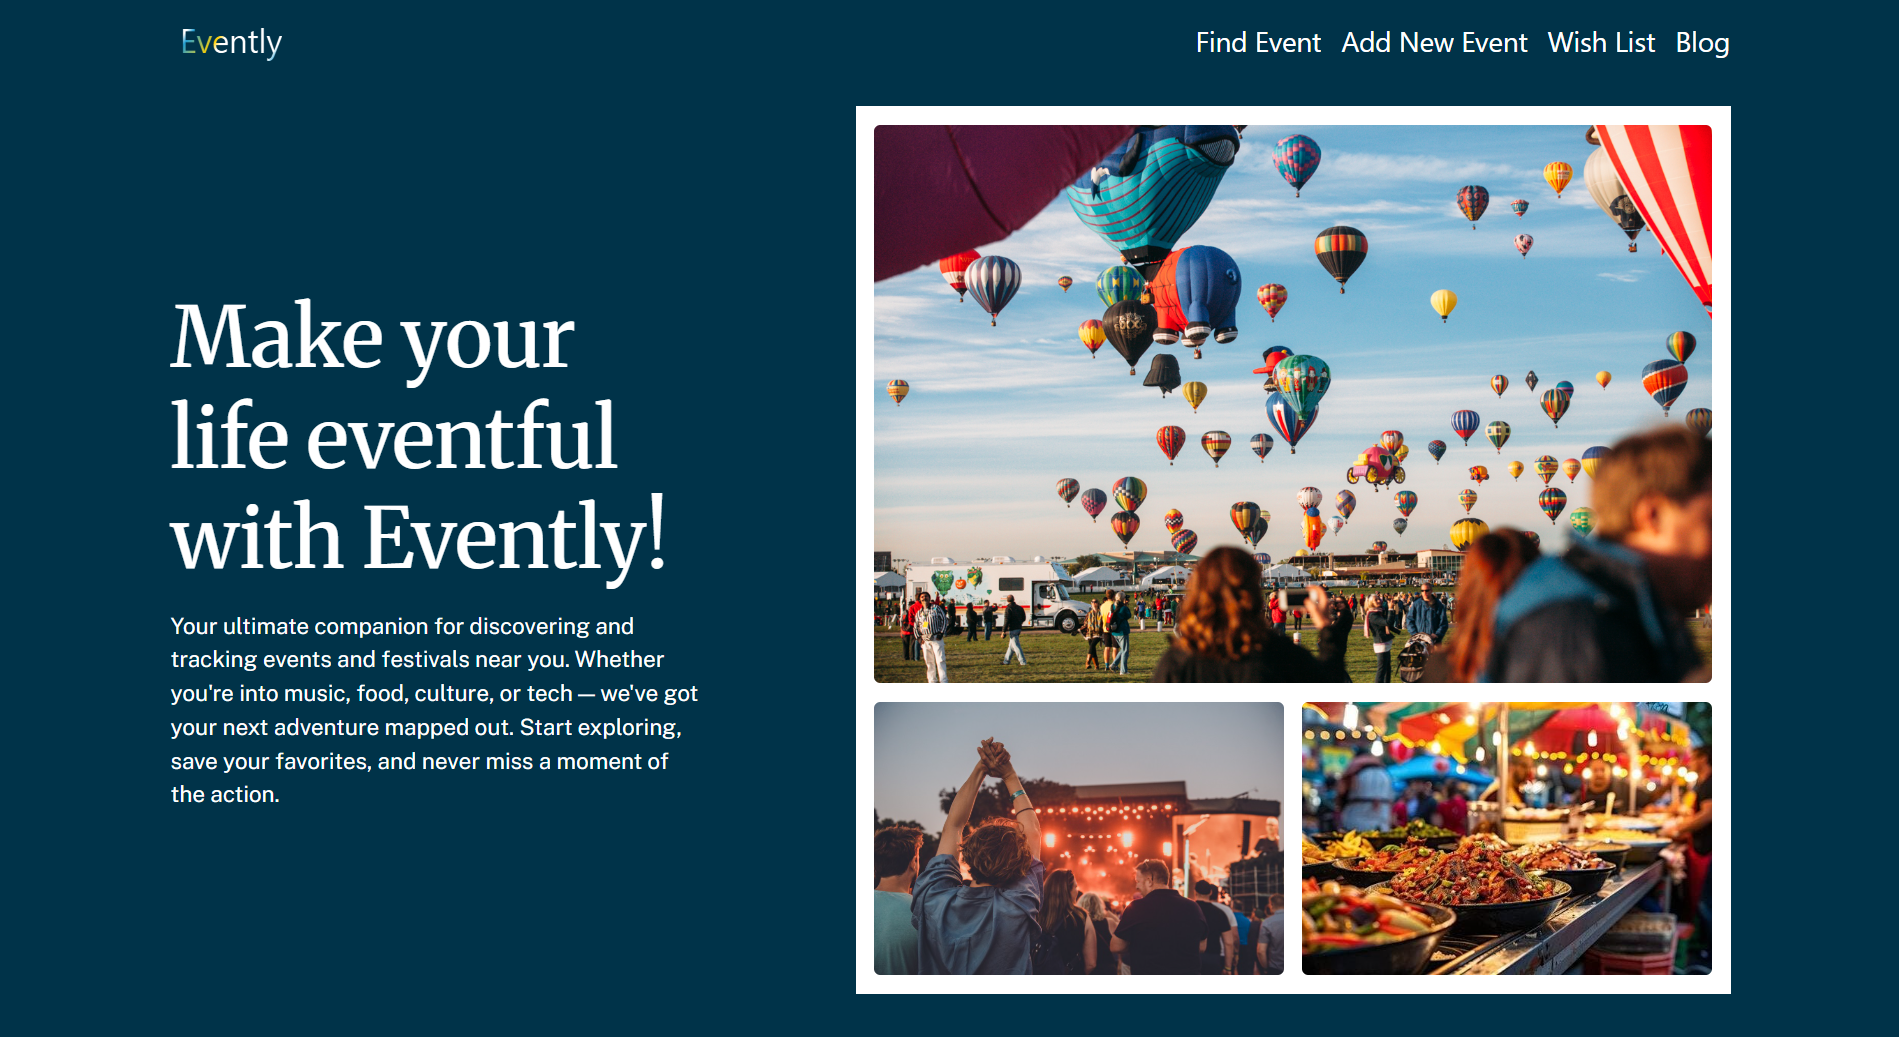 Evently
Find Event Add New Event Wish List Blog
Make your
life eventful
with Evently!
Your ultimate companion for discovering and
tracking events and festivals near you. Whether
you're into music, food, culture, or tech — we've got
your next adventure mapped out. Start exploring,
save your favorites, and never miss a moment of
the action.